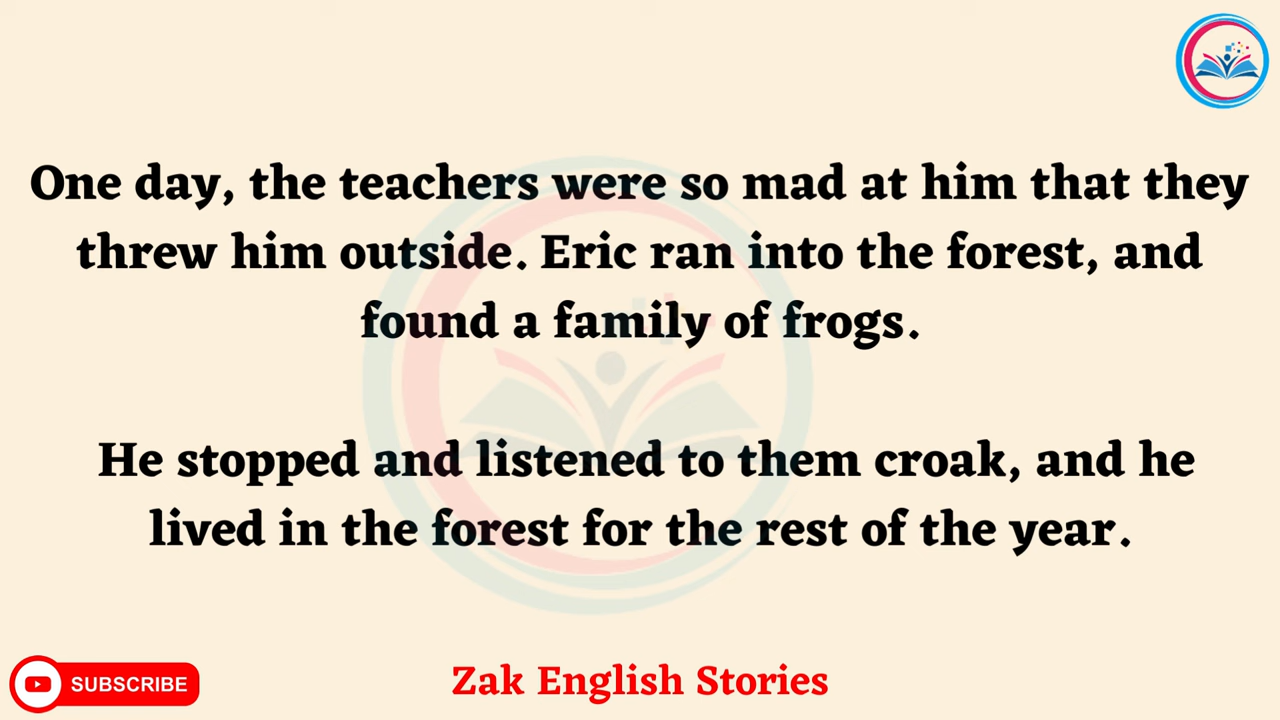 One day, the teachers were so mad at him that they
threw him outside. Eric ran into the forest, and
found a family of frogs.
He stopped and listened to them croak, and he
lived in the forest for the rest of the year.
SUBSCRIBE
Zak English Stories